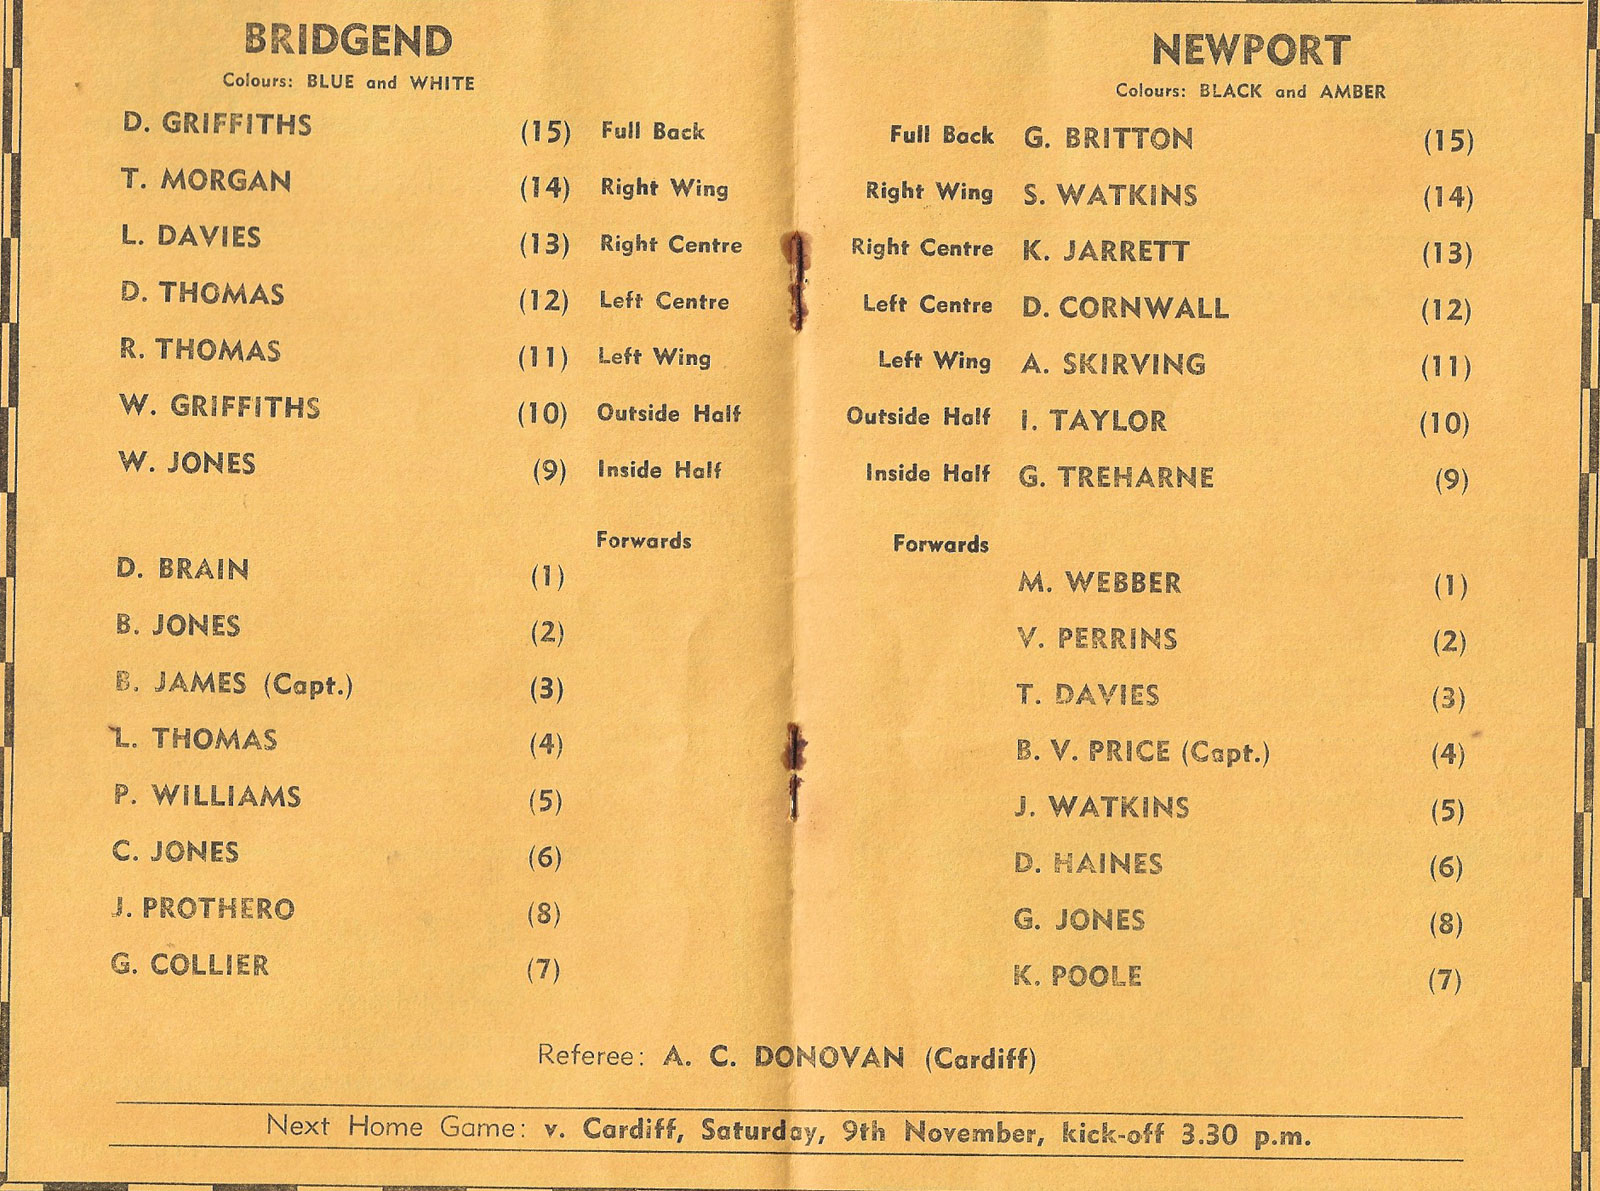 BRIDGEND
Colours: BLUE and WHITE
D. GRIFFITHS (15) Full Back
T. MORGAN (14) Right Wing
L. DAVIES (13) Right Centre
D. THOMAS (12) Left Centre
R. THOMAS (11) Left Wing
W. GRIFFITHS (10) Outside Half
W. JONES (9) Inside Half
Forwards
D. BRAIN (1)
B. JONES (2)
B. JAMES (Capt.) (3)
L. THOMAS (4)
P. WILLIAMS (5)
C. JONES (6)
J. PROTHERO (8)
G. COLLIER (7)
NEWPORT
Colours: BLACK and AMBER
Full Back G. BRITTON (15)
Right Wing S. WATKINS (14)
Right Centre K. JARRETT (13)
Left Centre D. CORNWALL (12)
Left Wing A. SKIRVING (11)
Outside Half I. TAYLOR (10)
Inside Half G. TREHARNE (9)
Forwards
M. WEBBER (1)
V. PERRINS (2)
T. DAVIES (3)
B. V. PRICE (Capt.) (4)
J. WATKINS (5)
D. HAINES (6)
G. JONES (8)
K. POOLE (7)
Referee: A. C. DONOVAN (Cardiff)
Next Home Game: v. Cardiff, Saturday, 9th November, kick-off 3.30 p.m.